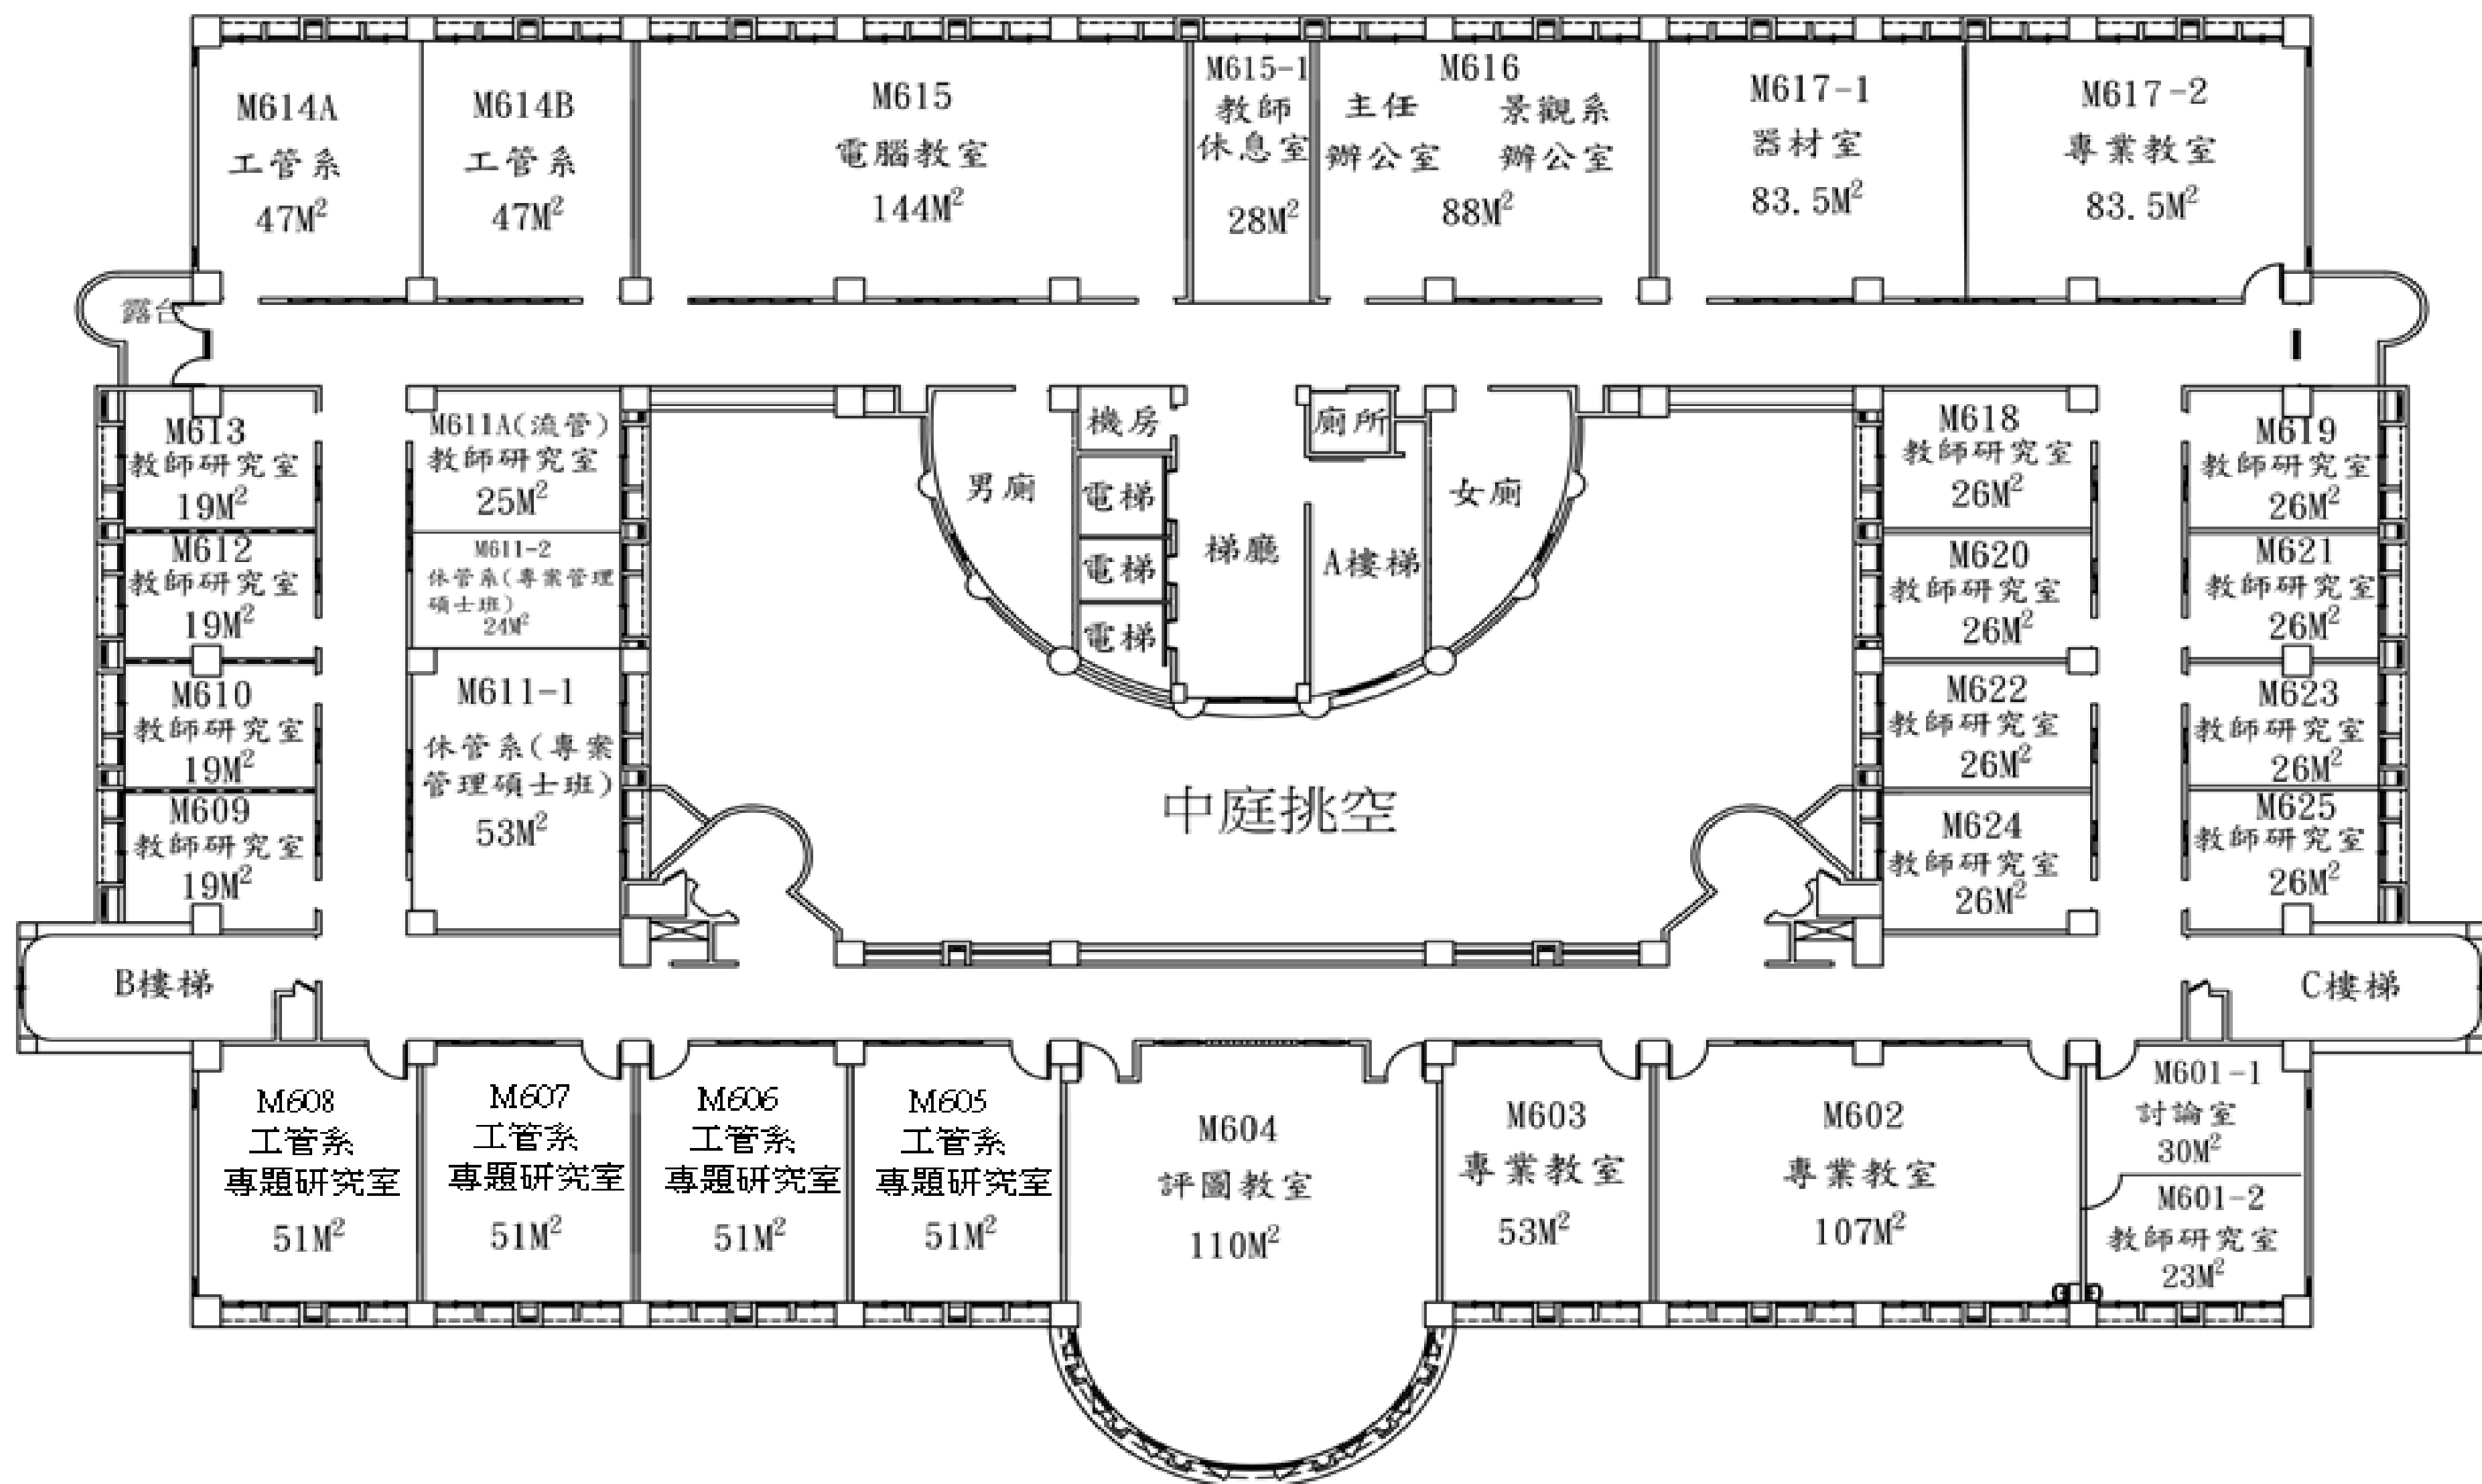 M614A
工管系
47M²
M614B
工管系
47M²
M615
電腦教室
144M²
M615-1
教師
休息室
28M²
M616
主任 景觀系
辦公室 辦公室
88M²
M617-1
器材室
83.5M²
M617-2
專業教室
83.5M²
露台
M613
教師研究室
19M²
M612
教師研究室
19M²
M610
教師研究室
19M²
M609
教師研究室
19M²
M611A(流管)
教師研究室
25M²
M611-2
休管系(專案管理
碩士班)
24M²
M611-1
休管系(專案
管理碩士班)
53M²
男廁
機房
電梯
電梯
電梯
梯廳
廁所
A樓梯
女廁
中庭挑空
M618
教師研究室
26M²
M620
教師研究室
26M²
M622
教師研究室
26M²
M624
教師研究室
26M²
M619
教師研究室
26M²
M621
教師研究室
26M²
M623
教師研究室
26M²
M625
教師研究室
26M²
B樓梯
C樓梯
M608
工管系
專題研究室
51M²
M607
工管系
專題研究室
51M²
M606
工管系
專題研究室
51M²
M605
工管系
專題研究室
51M²
M604
評圖教室
110M²
M603
專業教室
53M²
M602
專業教室
107M²
M601-1
討論室
30M²
M601-2
教師研究室
23M²